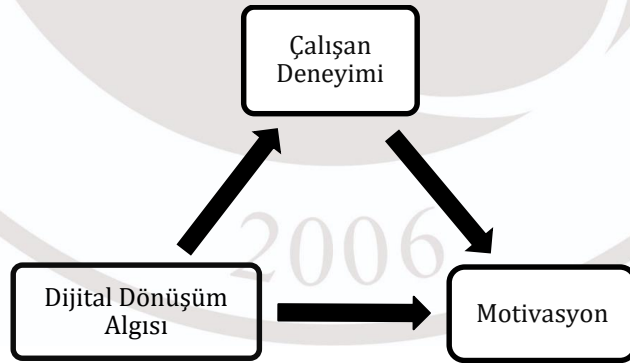 Çalışan
Deneyimi
2006
Dijital Dönüşüm
Algısı
Motivasyon